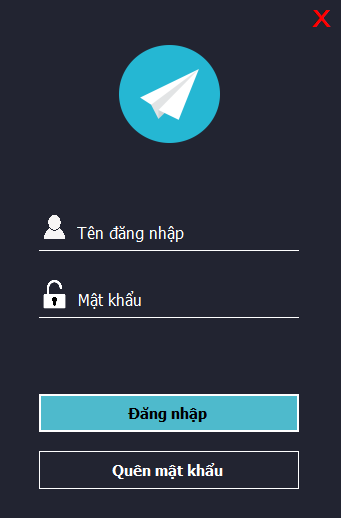 X
Tên đăng nhập
Mật khẩu
Đăng nhập
Quên mật khẩu